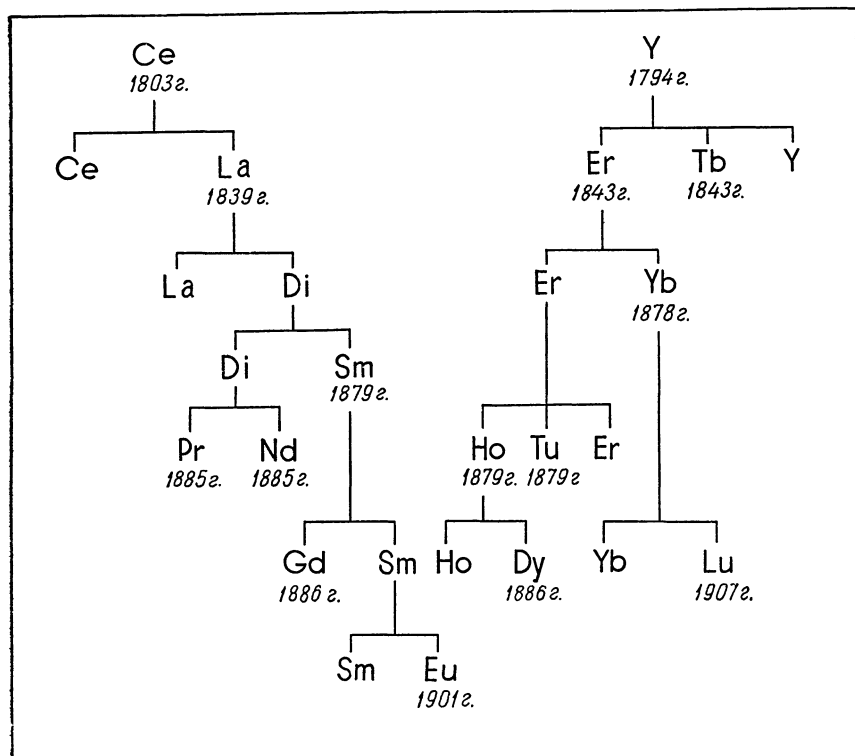 Ce Y
1803г. 1794г.
Ce La Er Tb Y
1839г. 1843г. 1843г.
La Di Er Yb
1878г.
Di Sm
1879г.
Pr Nd Ho Tu Er
1885г. 1885г. 1879г. 1879г
Gd Sm Ho Dy Yb Lu
1886г. 1886г. 1907г.
Sm Eu
1901г.